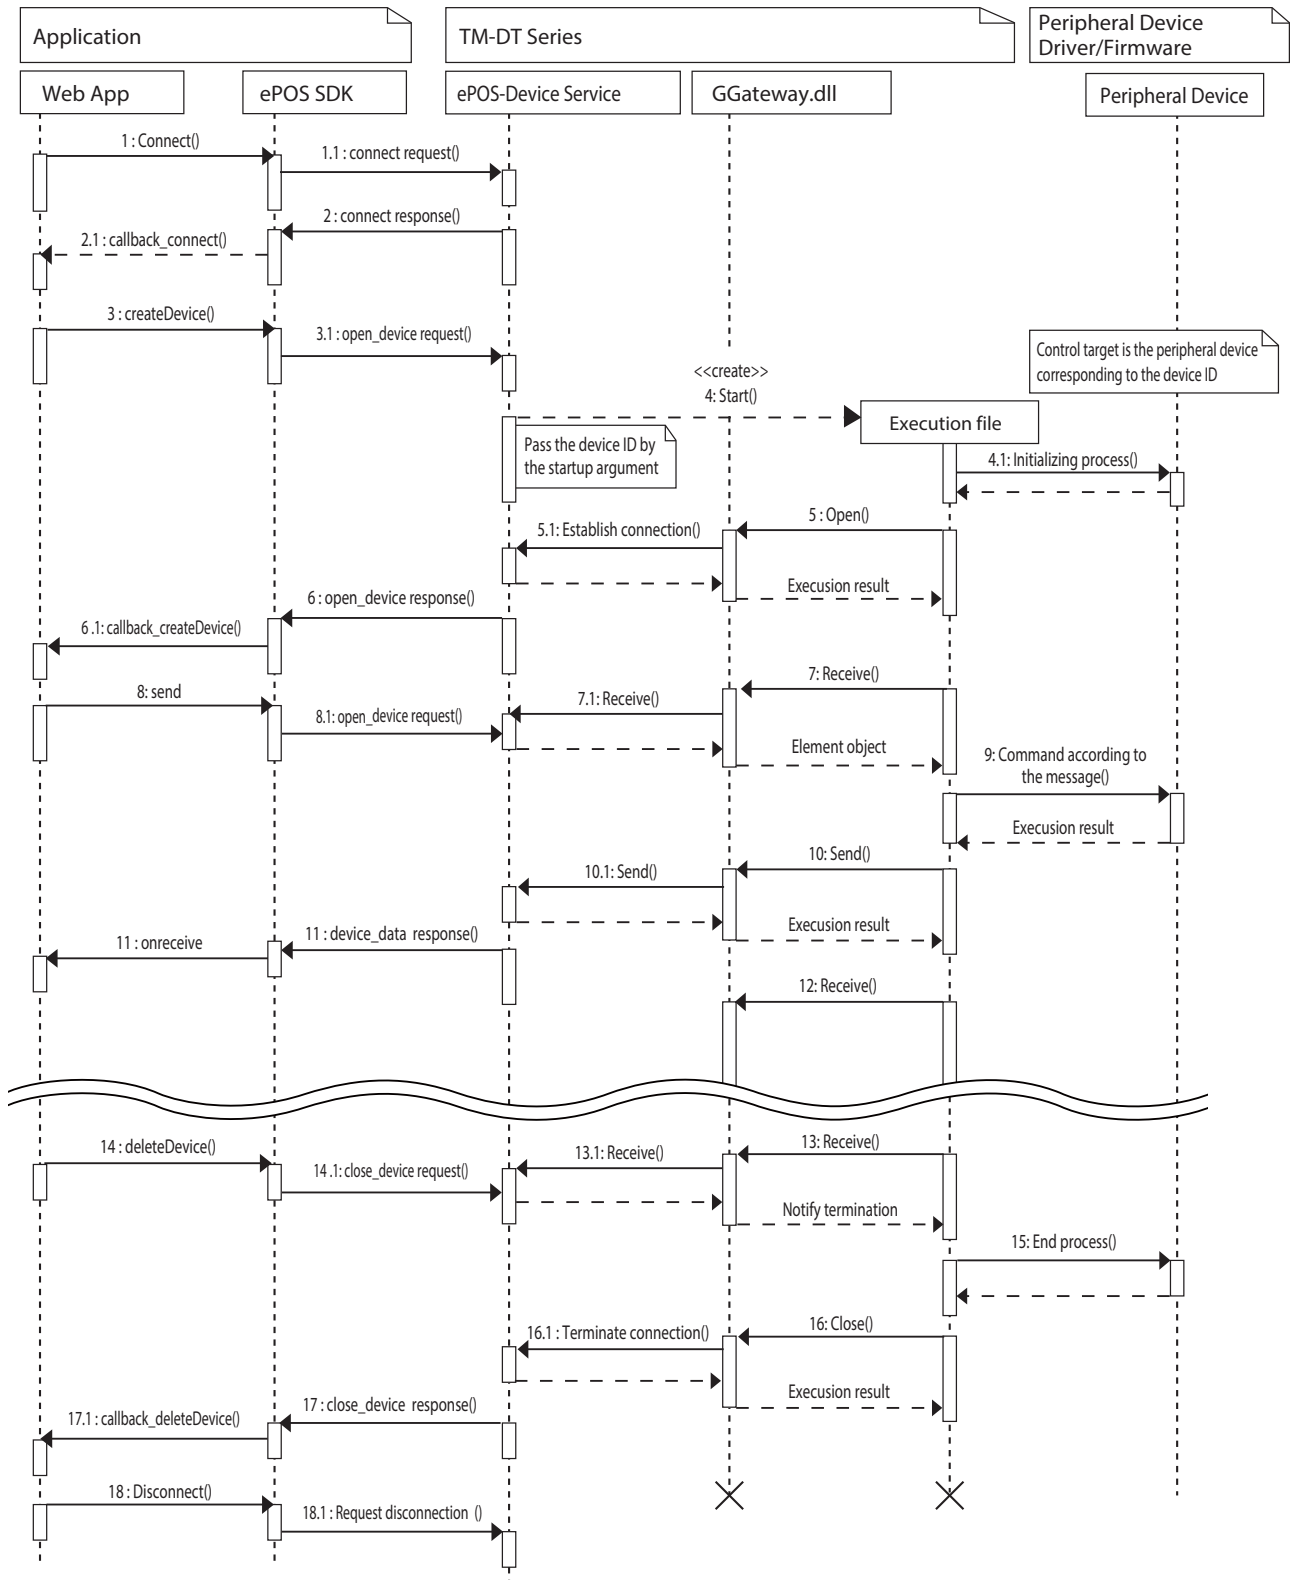 Application
TM-DT Series
Peripheral Device
Driver/Firmware
Web App
ePOS SDK
ePOS-Device Service
GGateway.dll
Peripheral Device
1 : Connect()
1.1 : connect request()
2 : connect response()
2.1 : callback_connect()
3 : createDevice()
3.1 : open_device request()
Control target is the peripheral device
corresponding to the device ID
<<create>>
4: Start()
Execution file
Pass the device ID by
the startup argument
4.1: Initializing process()
5 : Open()
5.1: Establish connection()
Execusion result
6 : open_device response()
6 .1: callback_createDevice()
7: Receive()
8: send
7.1: Receive()
8.1: open_device request()
Element object
9: Command according to
the message()
Execusion result
10: Send()
10.1: Send()
Execusion result
11 : device_data  response()
11 : onreceive
12: Receive()
13: Receive()
14 : deleteDevice()
13.1: Receive()
14 .1: close_device request()
Notify termination
15: End process()
16: Close()
16.1 : Terminate connection()
Execusion result
17 : close_device  response()
17.1 : callback_deleteDevice()
18 : Disconnect()
18.1 : Request disconnection  ()